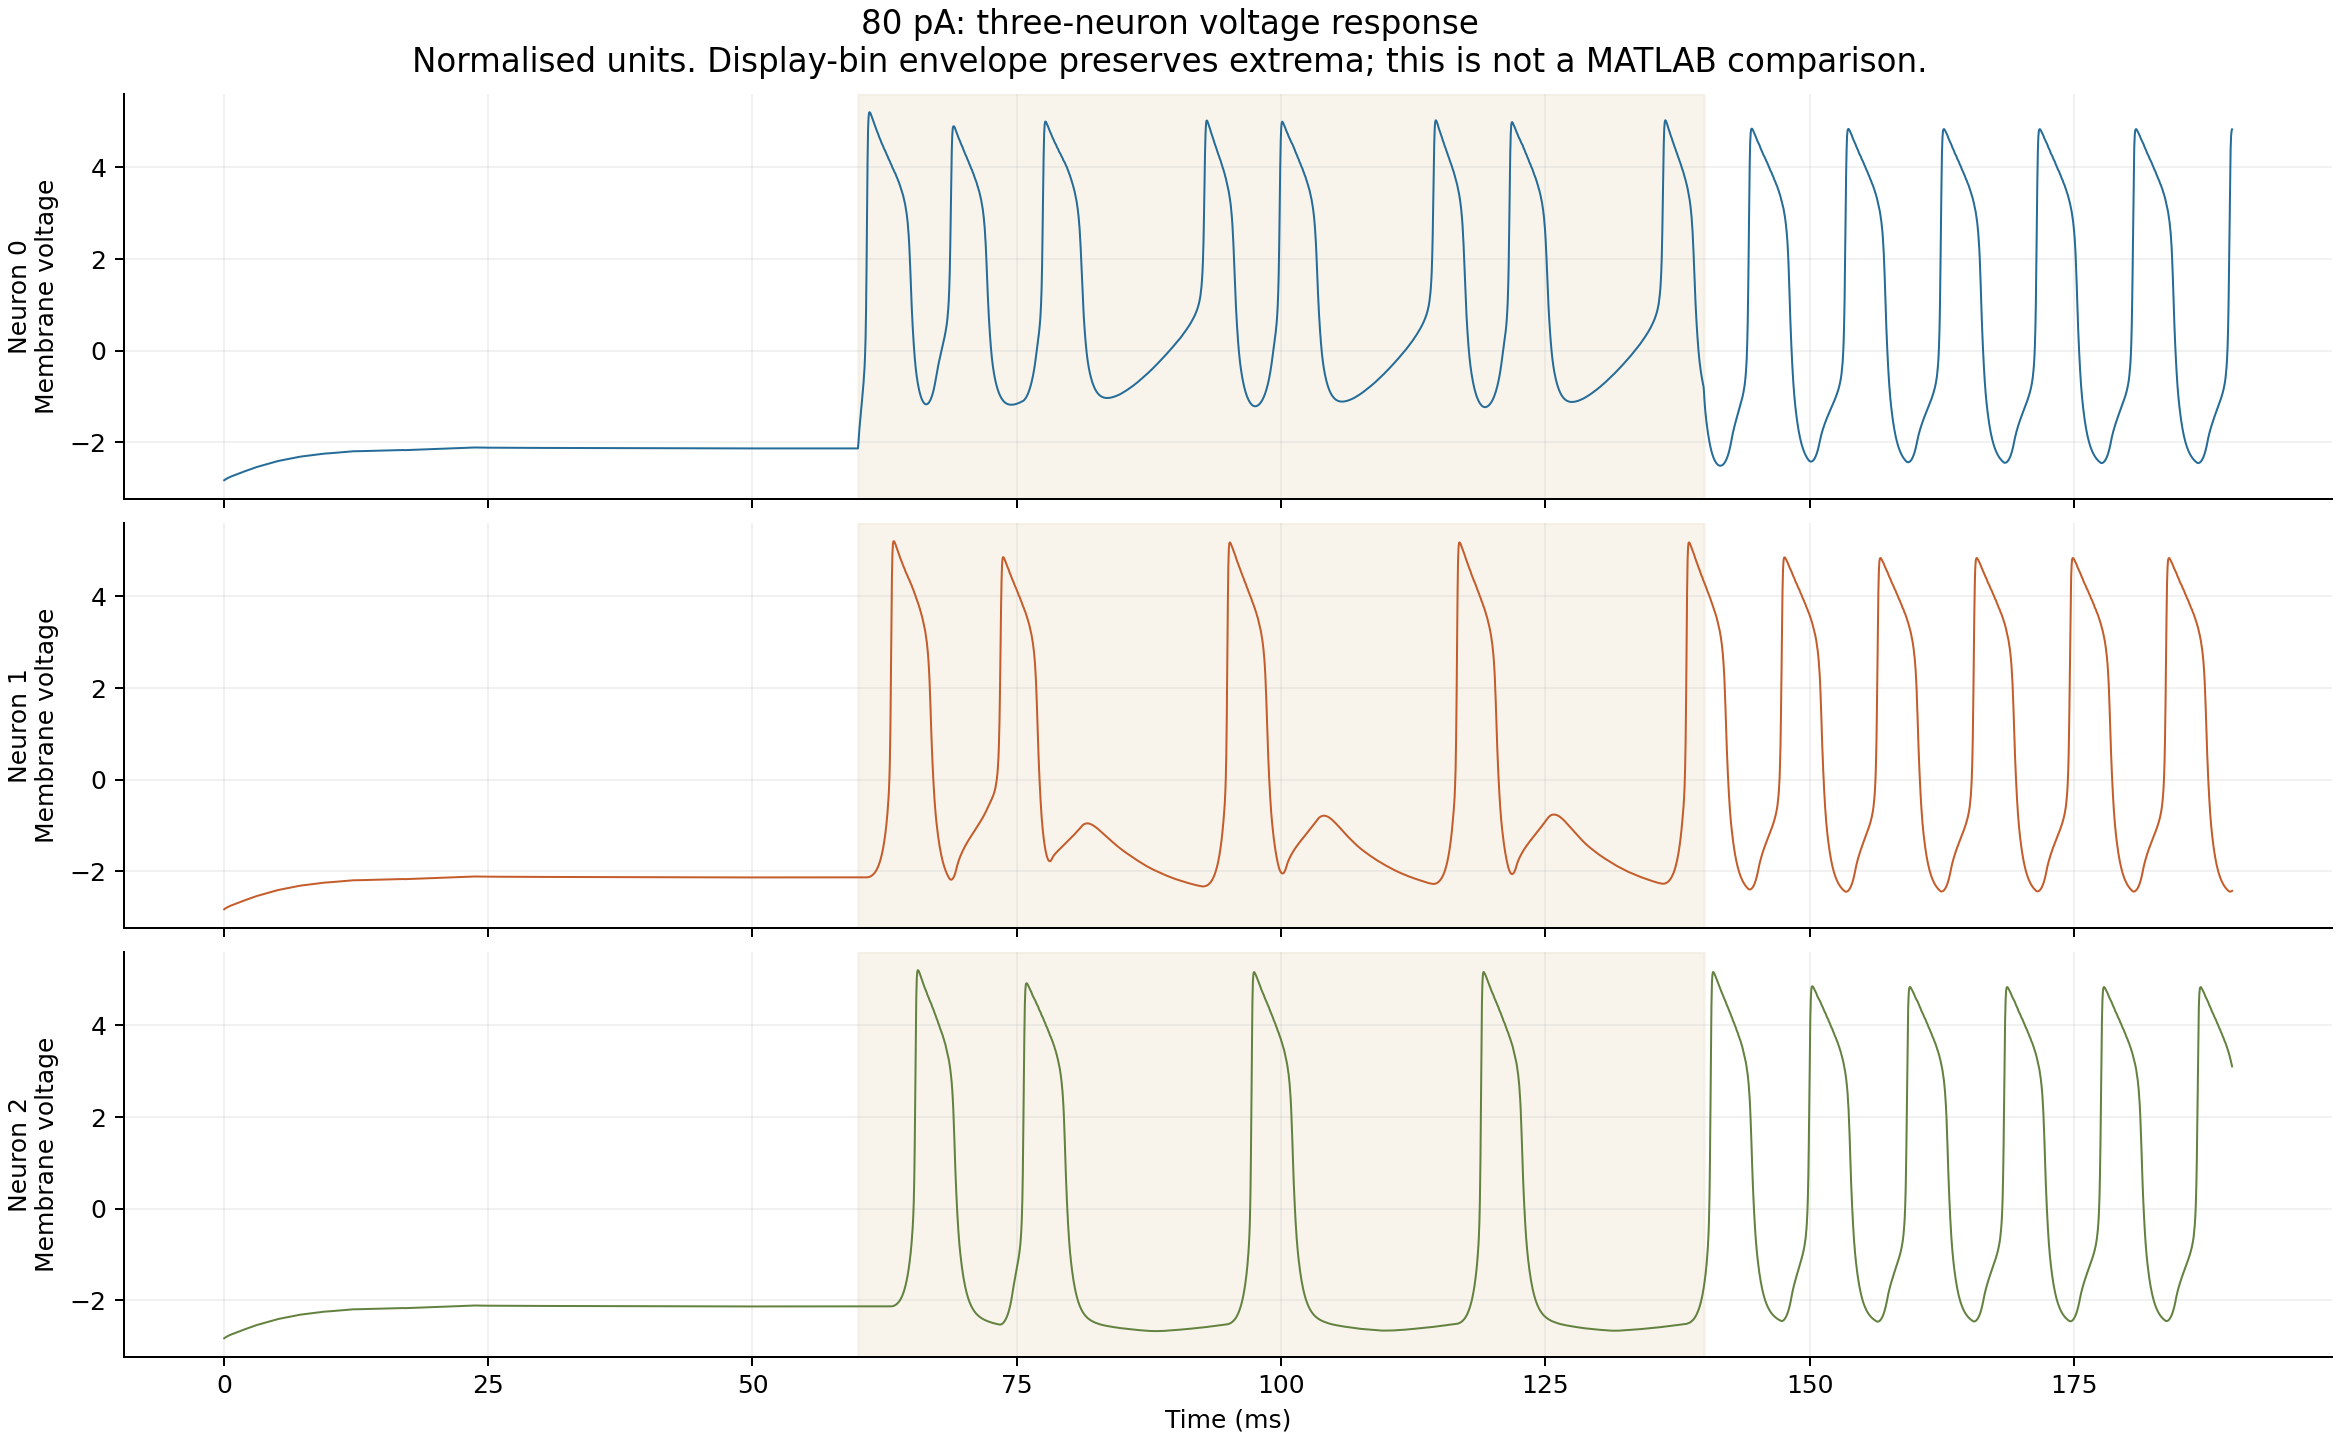 80 pA: three-neuron voltage response
Normalised units. Display-bin envelope preserves extrema; this is not a MATLAB comparison.
Neuron 0
Membrane voltage
4
2
0
−2
Neuron 1
Membrane voltage
4
2
0
−2
Neuron 2
Membrane voltage
4
2
0
−2
0 25 50 75 100 125 150 175
Time (ms)